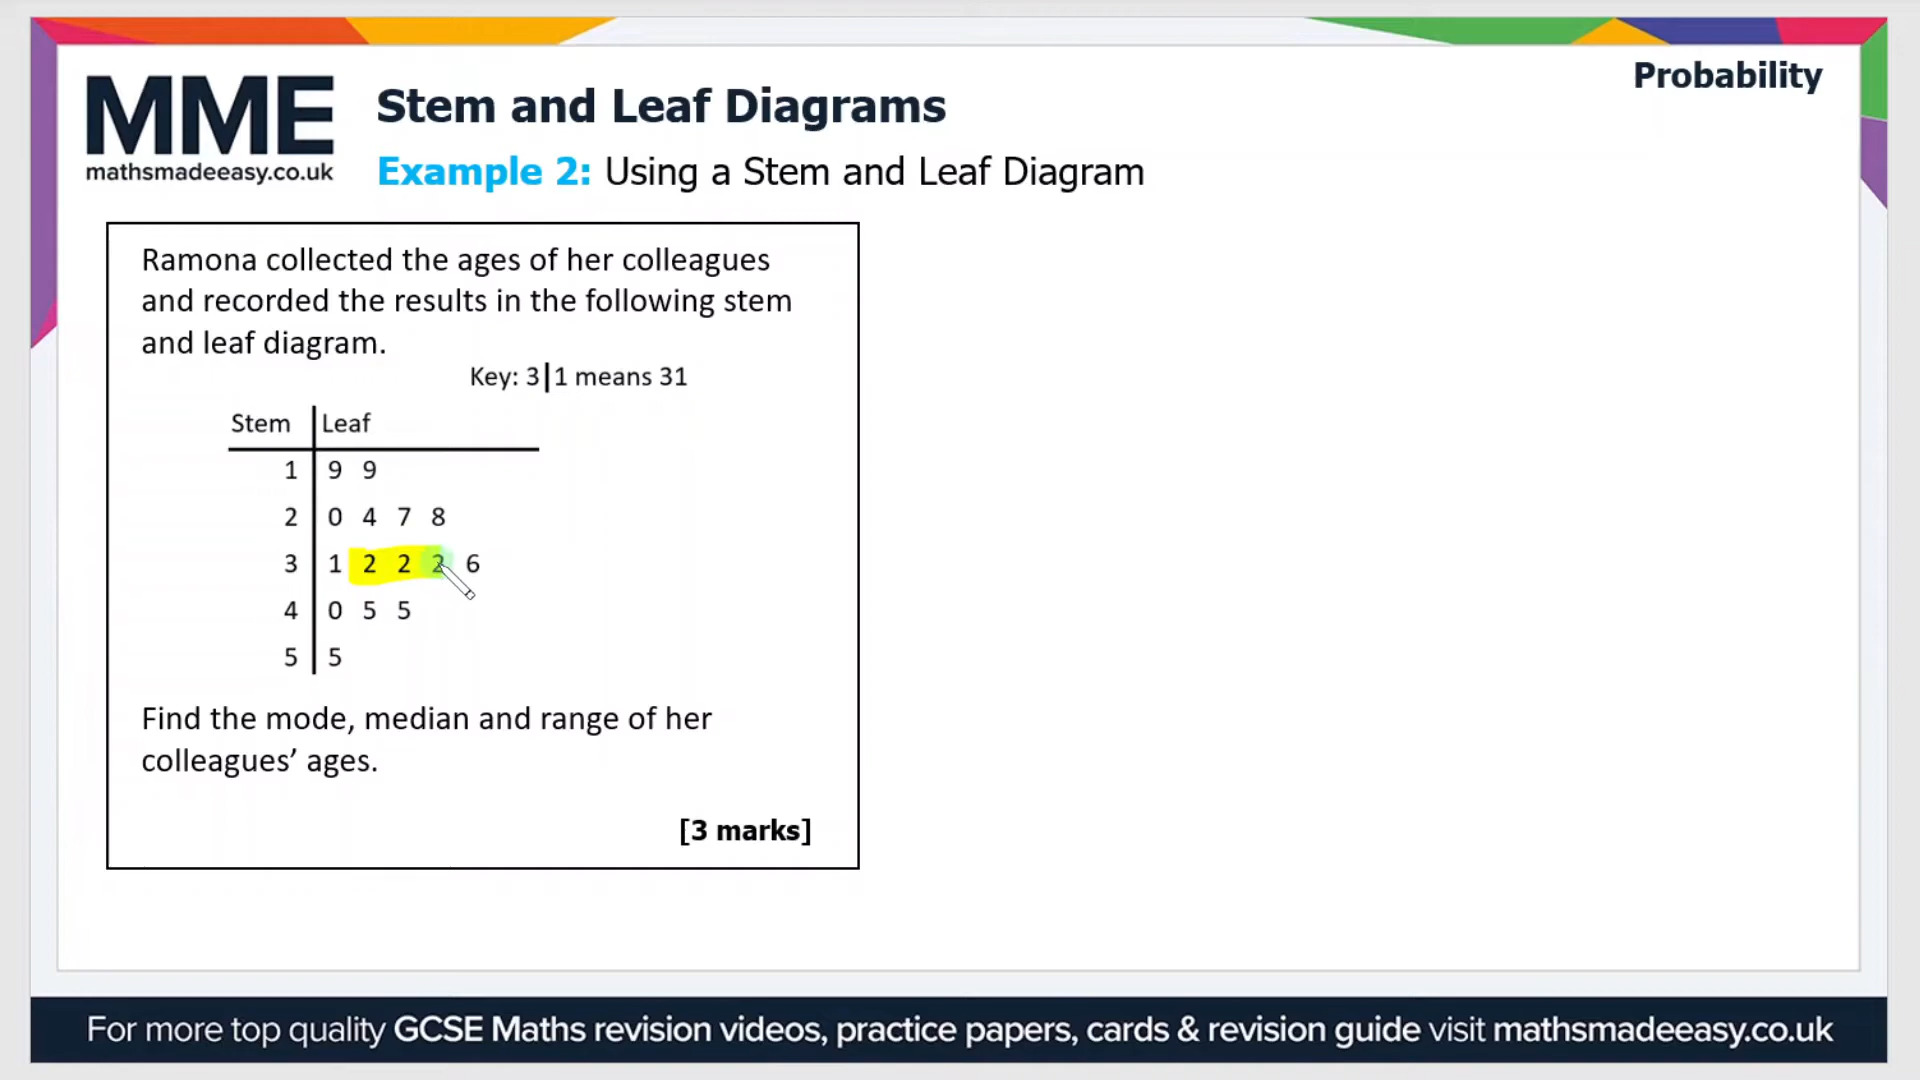 MME
mathsmadeeasy.co.uk
Stem and Leaf Diagrams
Probability
Example 2: Using a Stem and Leaf Diagram
Ramona collected the ages of her colleagues
and recorded the results in the following stem
and leaf diagram.
Key: 3|1 means 31
Stem | Leaf
1 | 9 9
2 | 0 4 7 8
3 | 1 2 2 2 6
4 | 0 5 5
5 | 5
Find the mode, median and range of her
colleagues’ ages.
[3 marks]
For more top quality GCSE Maths revision videos, practice papers, cards & revision guide visit mathsmadeeasy.co.uk